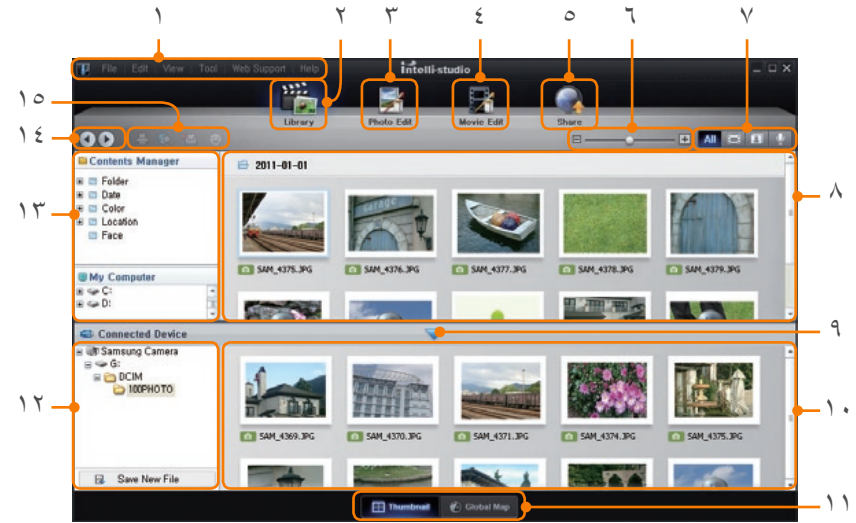 ١ ٢ ٣ ٤ ٥ ٦ ٧
File Edit View Tool Web Support Help
intelli-studio
Library Photo Edit Movie Edit Share
١٥
١٤
All
Contents Manager
2011-01-01
Folder
Date
Color
Location
Face
١٣
٨
SAM_4375.JPG SAM_4376.JPG SAM_4377.JPG SAM_4378.JPG SAM_4379.JPG
My Computer
C:
D:
Connected Device
٩
Samsung Camera
G:
DCIM
100PHOTO
١٢
١٠
SAM_4369.JPG SAM_4370.JPG SAM_4371.JPG SAM_4374.JPG SAM_4375.JPG
Save New File
Thumbnail Global Map
١١